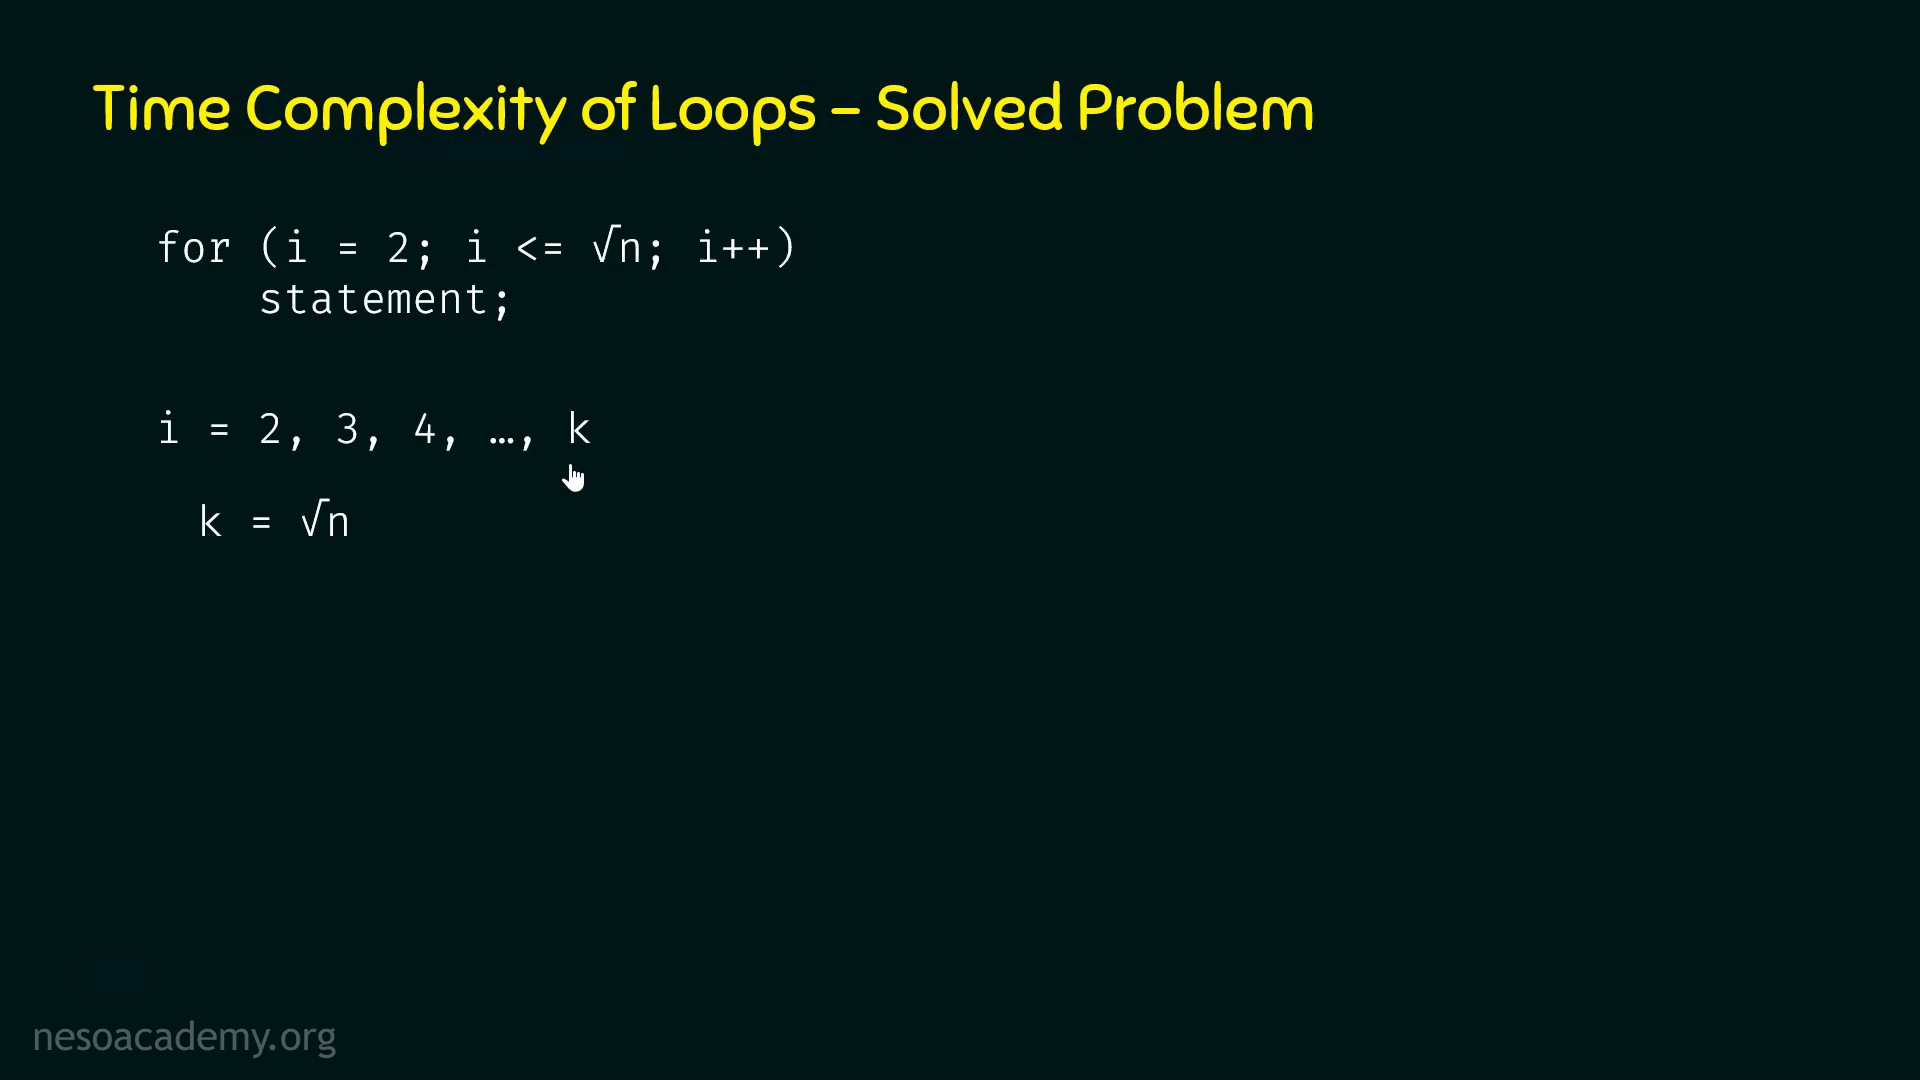 Time Complexity of Loops – Solved Problem
for (i = 2; i <= √n; i++)
statement;
i = 2, 3, 4, …, k
k = √n
nesoacademy.org